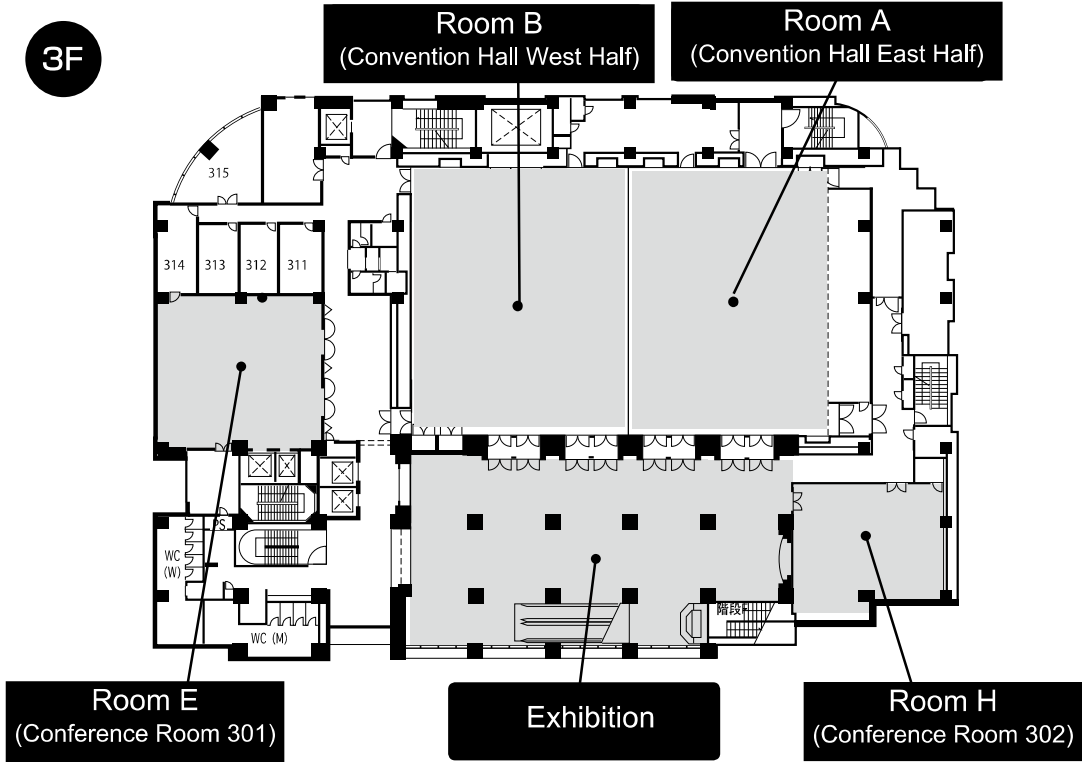 3F
Room B
(Convention Hall West Half)
Room A
(Convention Hall East Half)
315
314
313
312
311
PS
WC
(W)
WC (M)
階段F
Room E
(Conference Room 301)
Exhibition
Room H
(Conference Room 302)